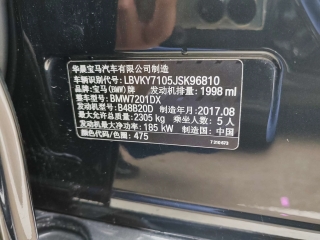 华晨宝马汽车有限公司制造
车辆识别代号: LBVKY7105JSK96810
品牌: 宝马(BMW)牌 发动机排量: 1998 ml
整车型号: BMW7201DX
发动机型号: B48B20D 制造年月: 2017.08
最大允许总质量: 2305 kg 乘坐人数: 5 人
最大净功率: 185 kW 制造国: 中国
颜色代码/色彩: 475